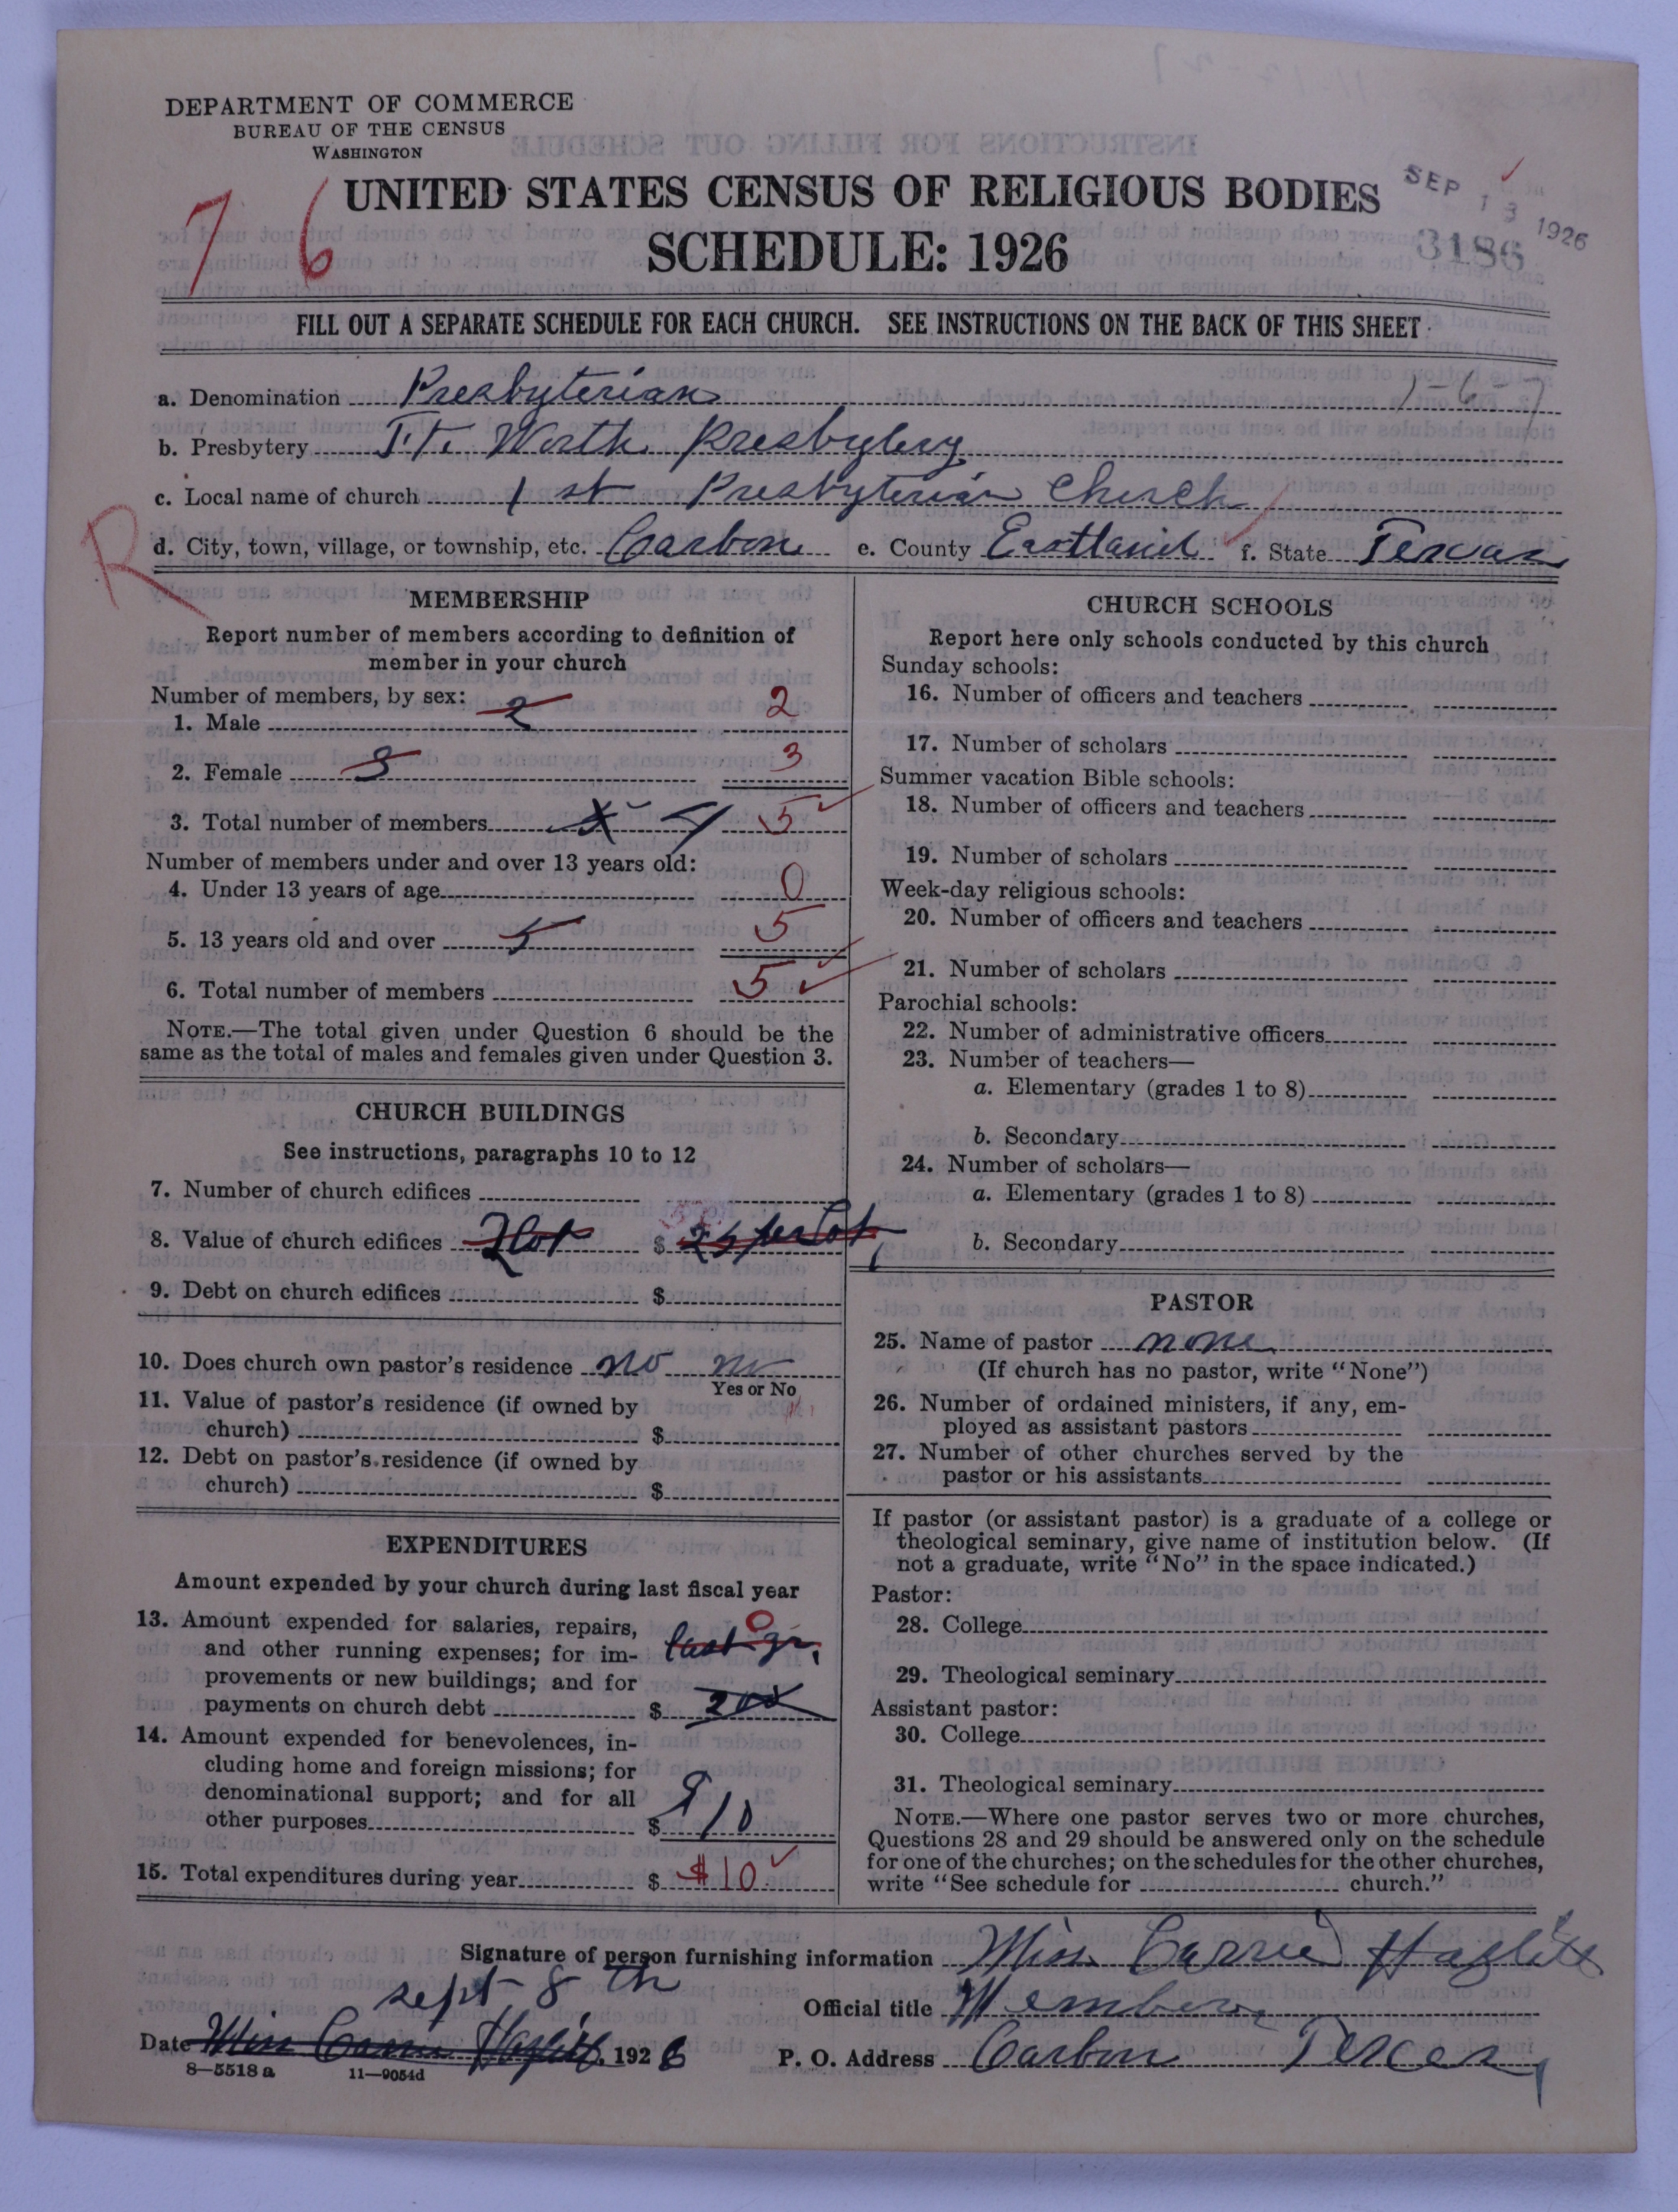 DEPARTMENT OF COMMERCE
BUREAU OF THE CENSUS
WASHINGTON
76
UNITED STATES CENSUS OF RELIGIOUS BODIES
SCHEDULE: 1926
SEP 13 1926
3186
FILL OUT A SEPARATE SCHEDULE FOR EACH CHURCH. SEE INSTRUCTIONS ON THE BACK OF THIS SHEET
a. Denomination Presbyterian 1-6-7
b. Presbytery Ft. Worth Presbytery
c. Local name of church 1st Presbyterian Church
R
d. City, town, village, or township, etc. Carbon e. County Eastland f. State Texas
MEMBERSHIP
Report number of members according to definition of
member in your church
Number of members, by sex:
1. Male 2 2
2. Female 3 3
3. Total number of members 5
Number of members under and over 13 years old:
4. Under 13 years of age 0
5. 13 years old and over 5 5
6. Total number of members 5
NOTE.—The total given under Question 6 should be the
same as the total of males and females given under Question 3.
CHURCH BUILDINGS
See instructions, paragraphs 10 to 12
7. Number of church edifices
8. Value of church edifices 2 lot $ 25 per Lot
9. Debt on church edifices $
10. Does church own pastor's residence no no
Yes or No
11. Value of pastor's residence (if owned by
church) $
12. Debt on pastor's residence (if owned by
church) $
EXPENDITURES
Amount expended by your church during last fiscal year
13. Amount expended for salaries, repairs,
and other running expenses; for im-
provements or new buildings; and for
payments on church debt $
last yr.
0
14. Amount expended for benevolences, in-
cluding home and foreign missions; for
denominational support; and for all
other purposes $ 10
15. Total expenditures during year $ $10
CHURCH SCHOOLS
Report here only schools conducted by this church
Sunday schools:
16. Number of officers and teachers
17. Number of scholars
Summer vacation Bible schools:
18. Number of officers and teachers
19. Number of scholars
Week-day religious schools:
20. Number of officers and teachers
21. Number of scholars
Parochial schools:
22. Number of administrative officers
23. Number of teachers—
a. Elementary (grades 1 to 8)
b. Secondary
24. Number of scholars—
a. Elementary (grades 1 to 8)
b. Secondary
PASTOR
25. Name of pastor none
(If church has no pastor, write "None")
26. Number of ordained ministers, if any, em-
ployed as assistant pastors
27. Number of other churches served by the
pastor or his assistants
If pastor (or assistant pastor) is a graduate of a college or
theological seminary, give name of institution below. (If
not a graduate, write "No" in the space indicated.)
Pastor:
28. College
29. Theological seminary
Assistant pastor:
30. College
31. Theological seminary
NOTE.—Where one pastor serves two or more churches,
Questions 28 and 29 should be answered only on the schedule
for one of the churches; on the schedules for the other churches,
write "See schedule for church."
Signature of person furnishing information Miss Carrie Hazlitt
sept 8 th
Official title Member
Date Miss Carrie Hazlitt, 1926
P. O. Address Carbon Texas
8—5518a 11—9054d